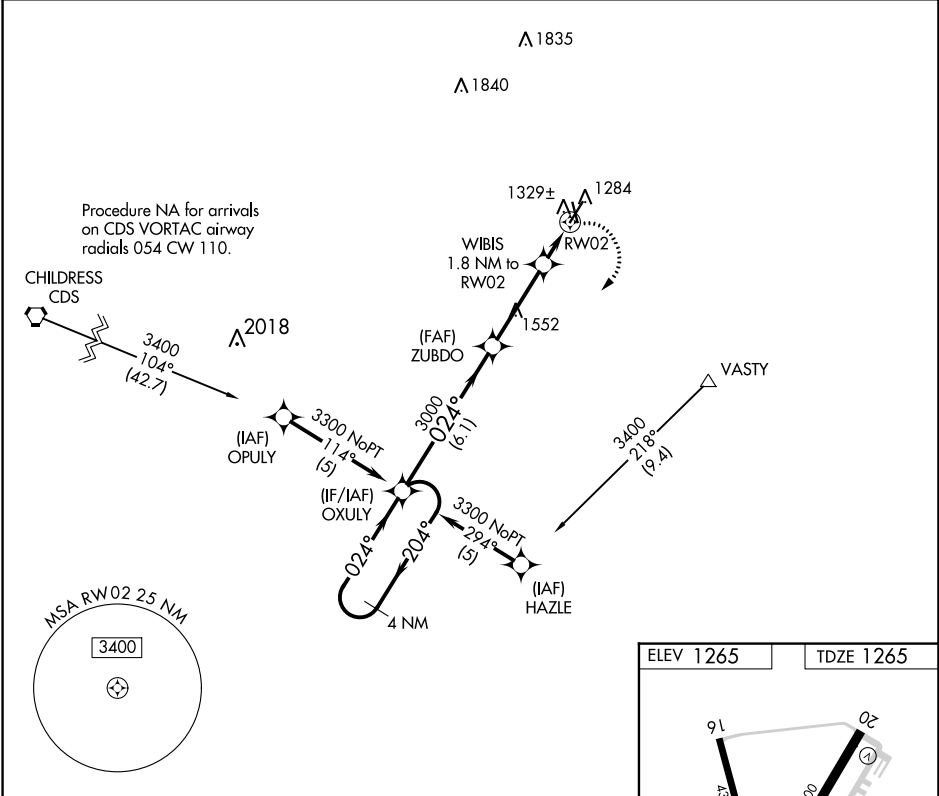 1835
1840
1329±
1284
RW02
Procedure NA for arrivals
on CDS VORTAC airway
radials 054 CW 110.
WIBIS
1.8 NM to
RW02
CHILDRESS
CDS
3400
104°
(42.7)
2018
1552
(FAF)
ZUBDO
VASTY
3400
218°
(9.4)
3000
024°
(6.1)
(IAF)
OPULY
3300 NoPT
114°
(5)
(IF/IAF)
OXULY
3300 NoPT
294°
(5)
(IAF)
HAZLE
024°
204°
4 NM
MSA RW02 25 NM
3400
ELEV 1265
TDZE 1265
16
20
V